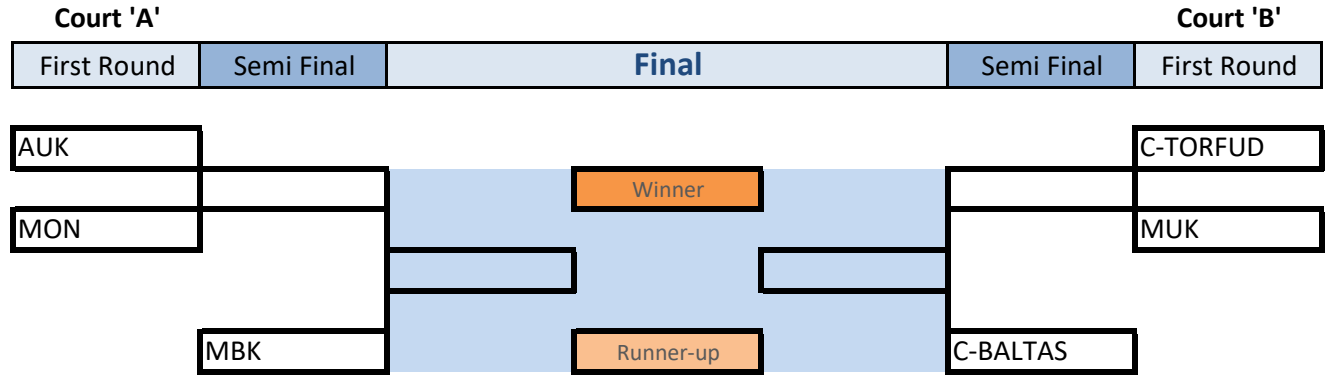 Court 'A' Court 'B'
First Round Semi Final Final Semi Final First Round
AUK C-TORFUD
Winner
MON MUK
MBK Runner-up C-BALTAS